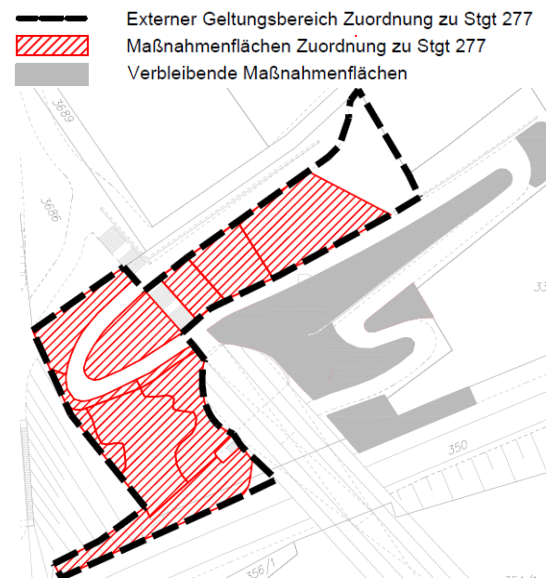 Externer Geltungsbereich Zuordnung zu Stgt 277
Maßnahmenflächen Zuordnung zu Stgt 277
Verbleibende Maßnahmenflächen
3689
3686
350
356/1